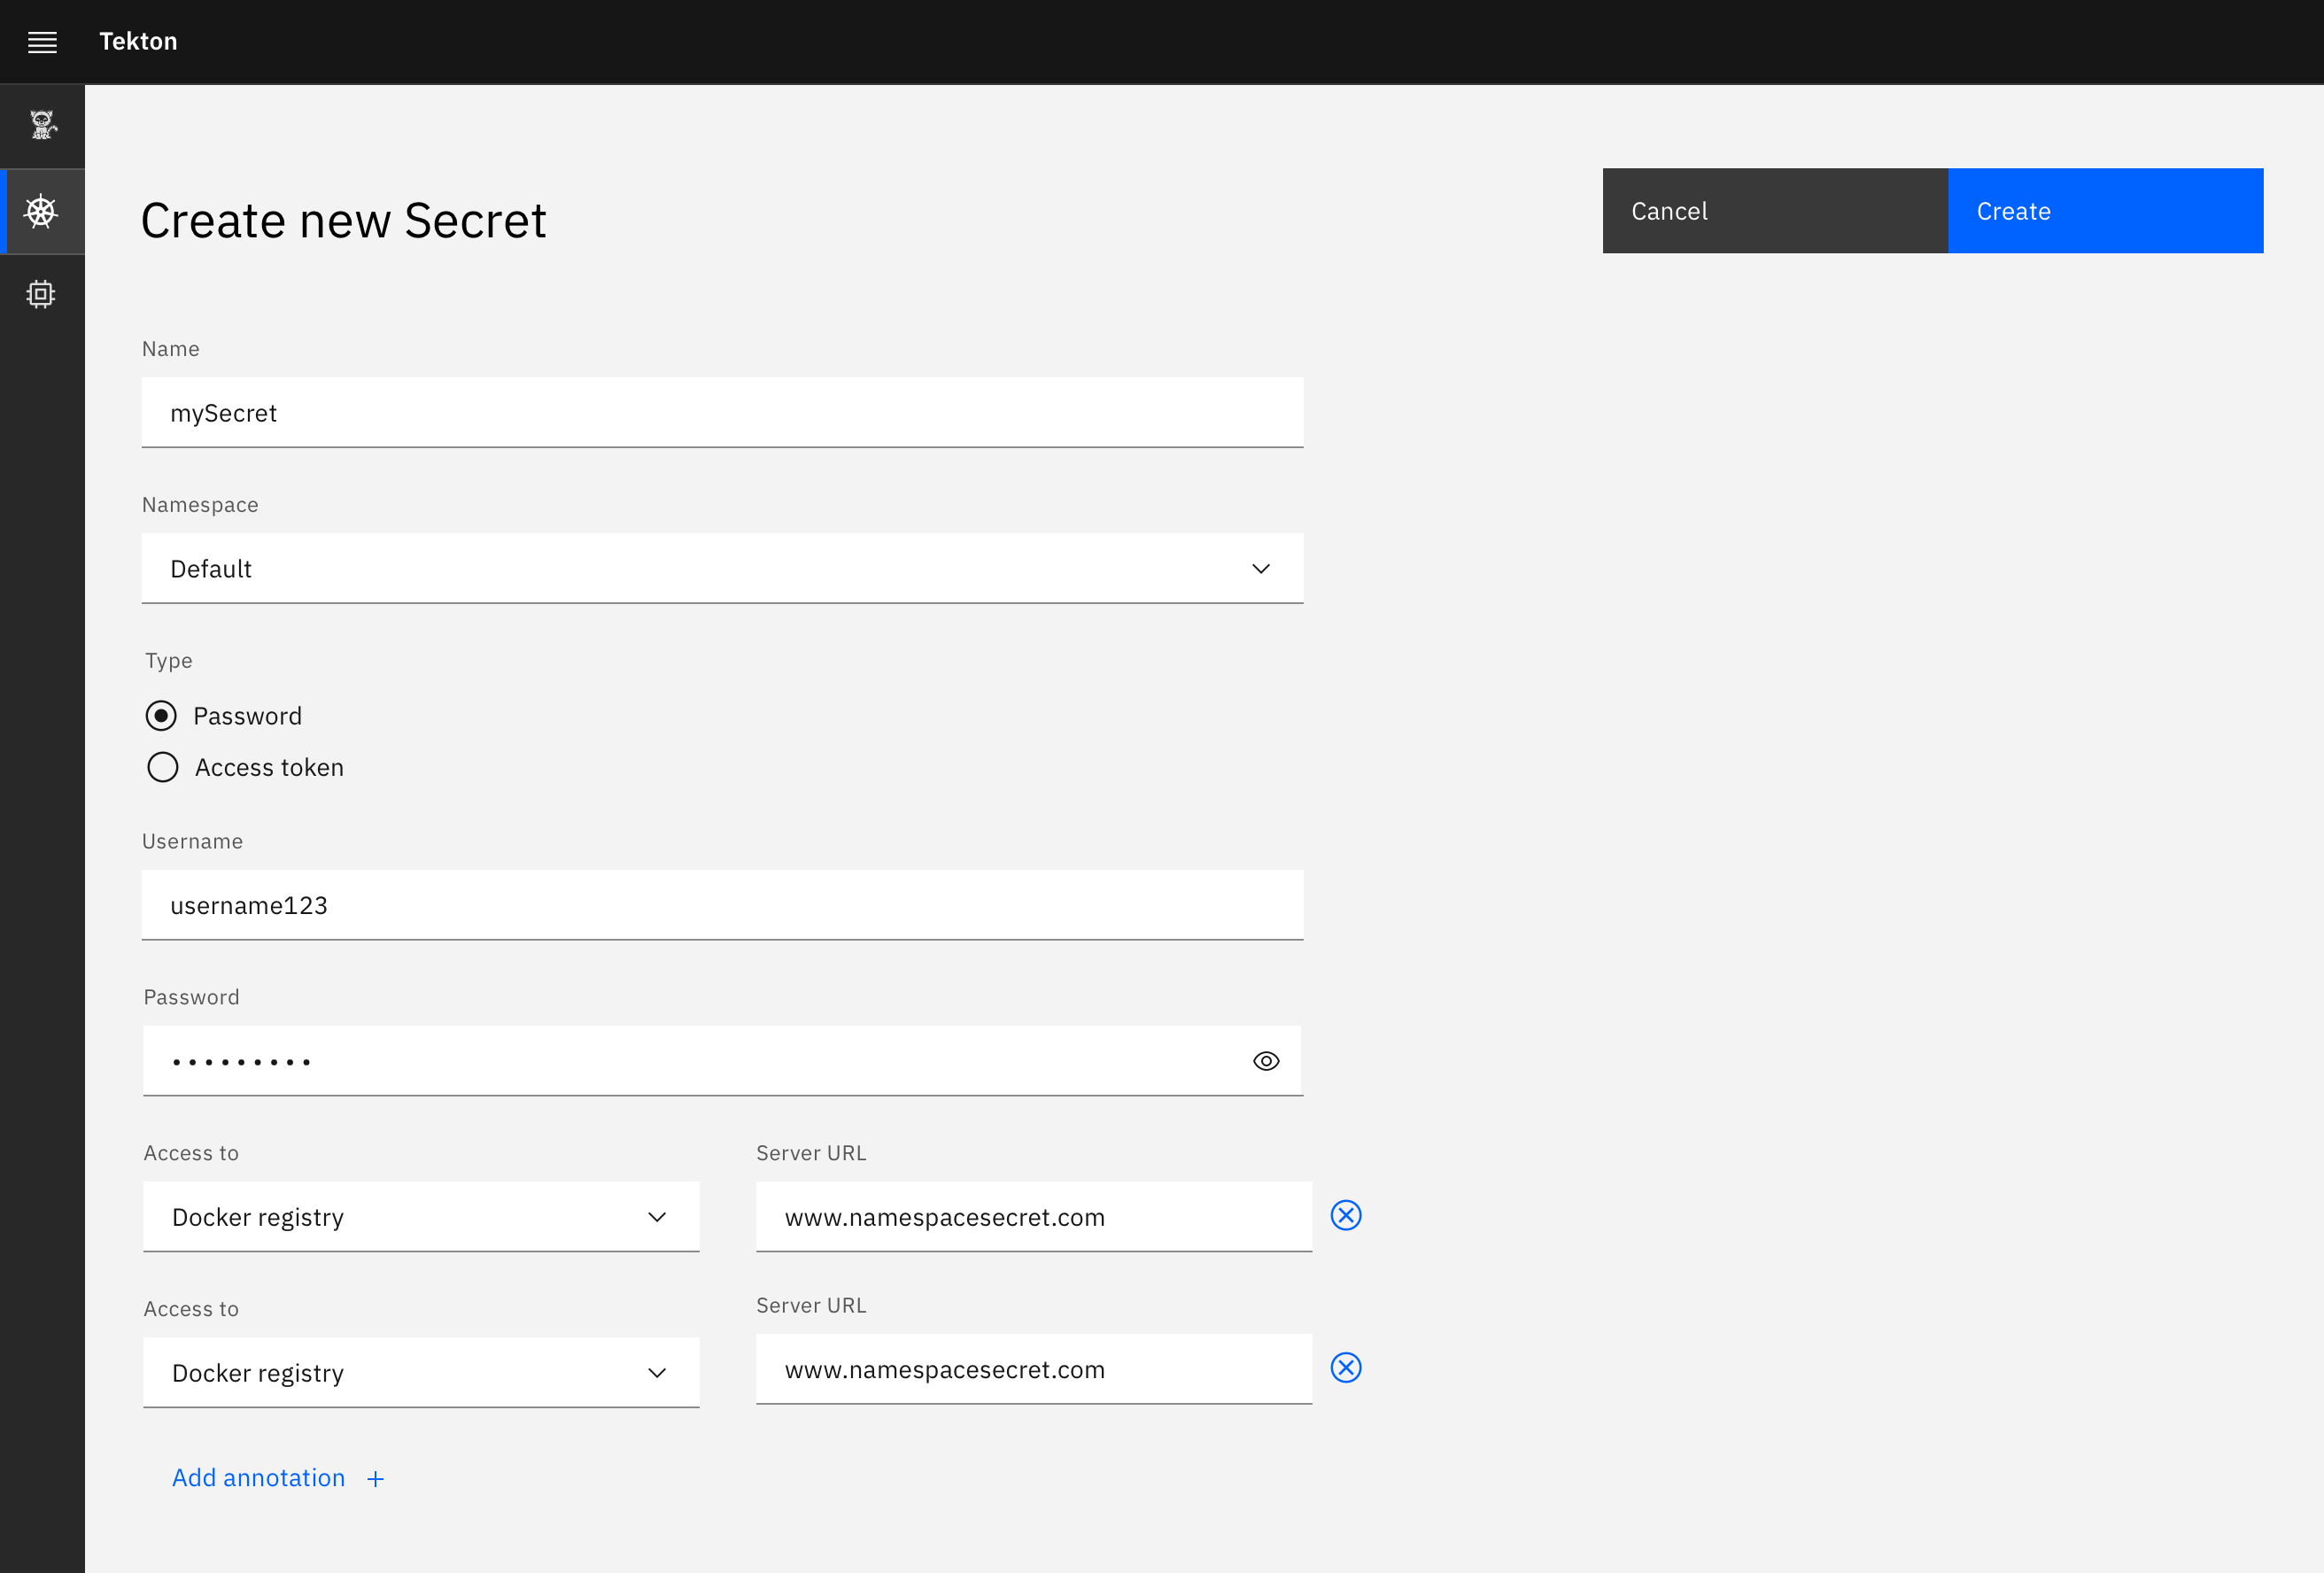 Tekton
Create new Secret
Cancel
Create
Name
mySecret
Namespace
Default
Type
Password
Access token
Username
username123
Password
•••••••••
Access to
Server URL
Docker registry
www.namespacesecret.com
Access to
Server URL
Docker registry
www.namespacesecret.com
Add annotation +